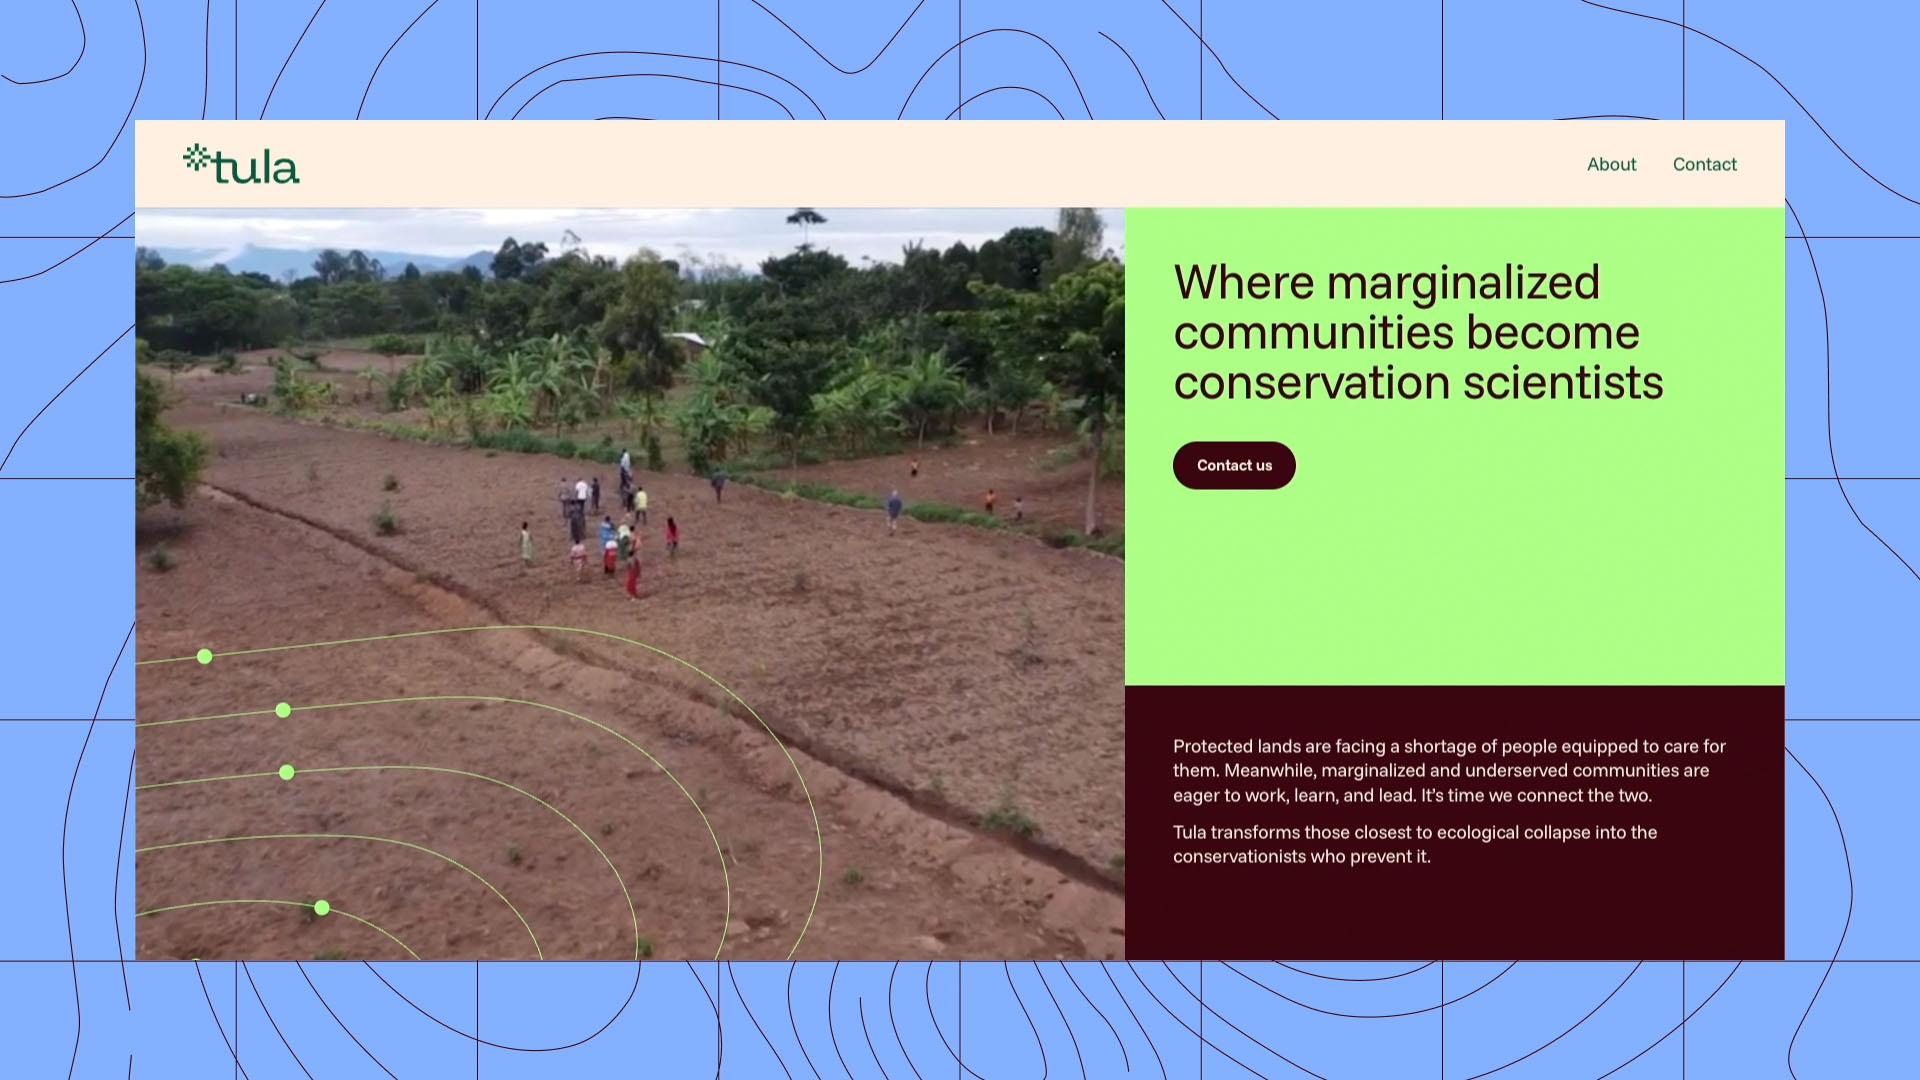 tula
About
Contact
Where marginalized
communities become
conservation scientists
Contact us
Protected lands are facing a shortage of people equipped to care for
them. Meanwhile, marginalized and underserved communities are
eager to work, learn, and lead. It’s time we connect the two.
Tula transforms those closest to ecological collapse into the
conservationists who prevent it.